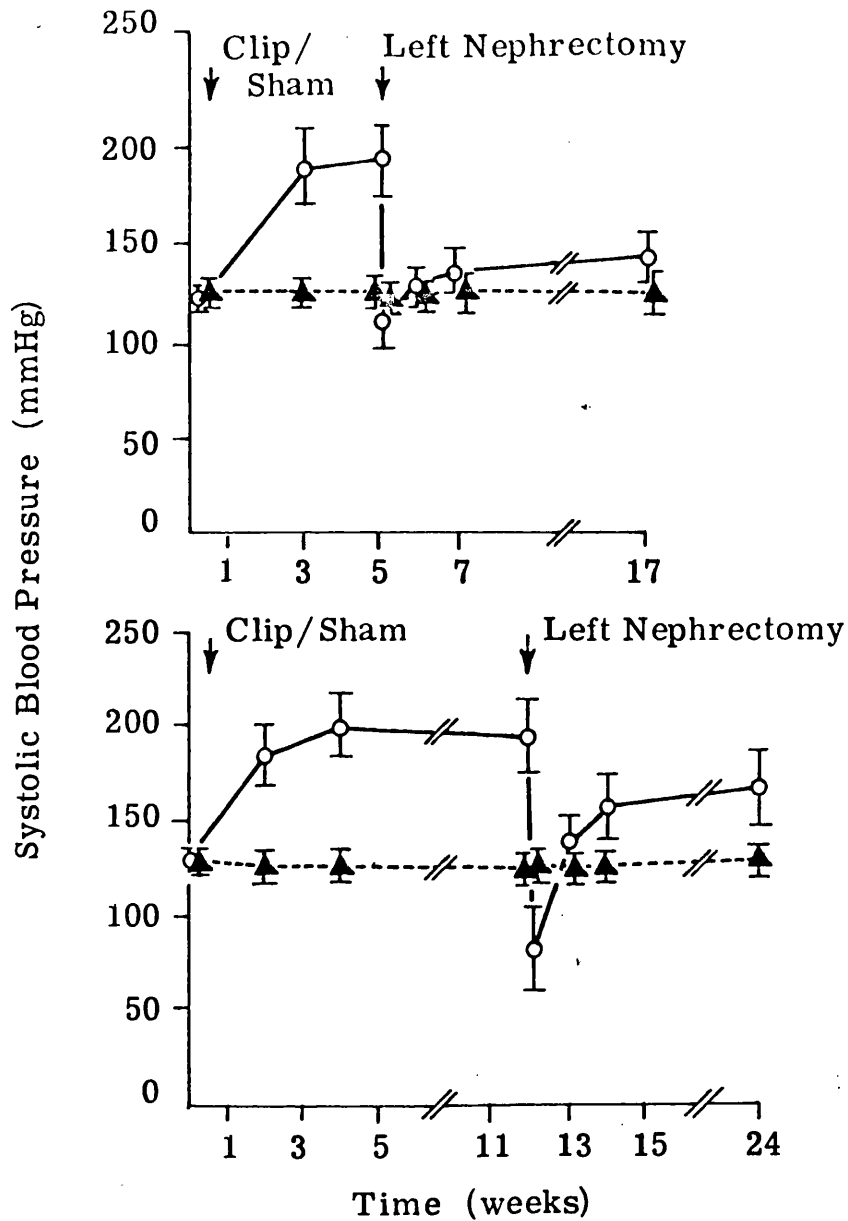 250
Clip/
Sham
Left Nephrectomy
200
150
100
50
0
1 3 5 7 17
Systolic Blood Pressure (mmHg)
250
Clip/Sham
Left Nephrectomy
200
150
100
50
0
1 3 5 11 13 15 24
Time (weeks)